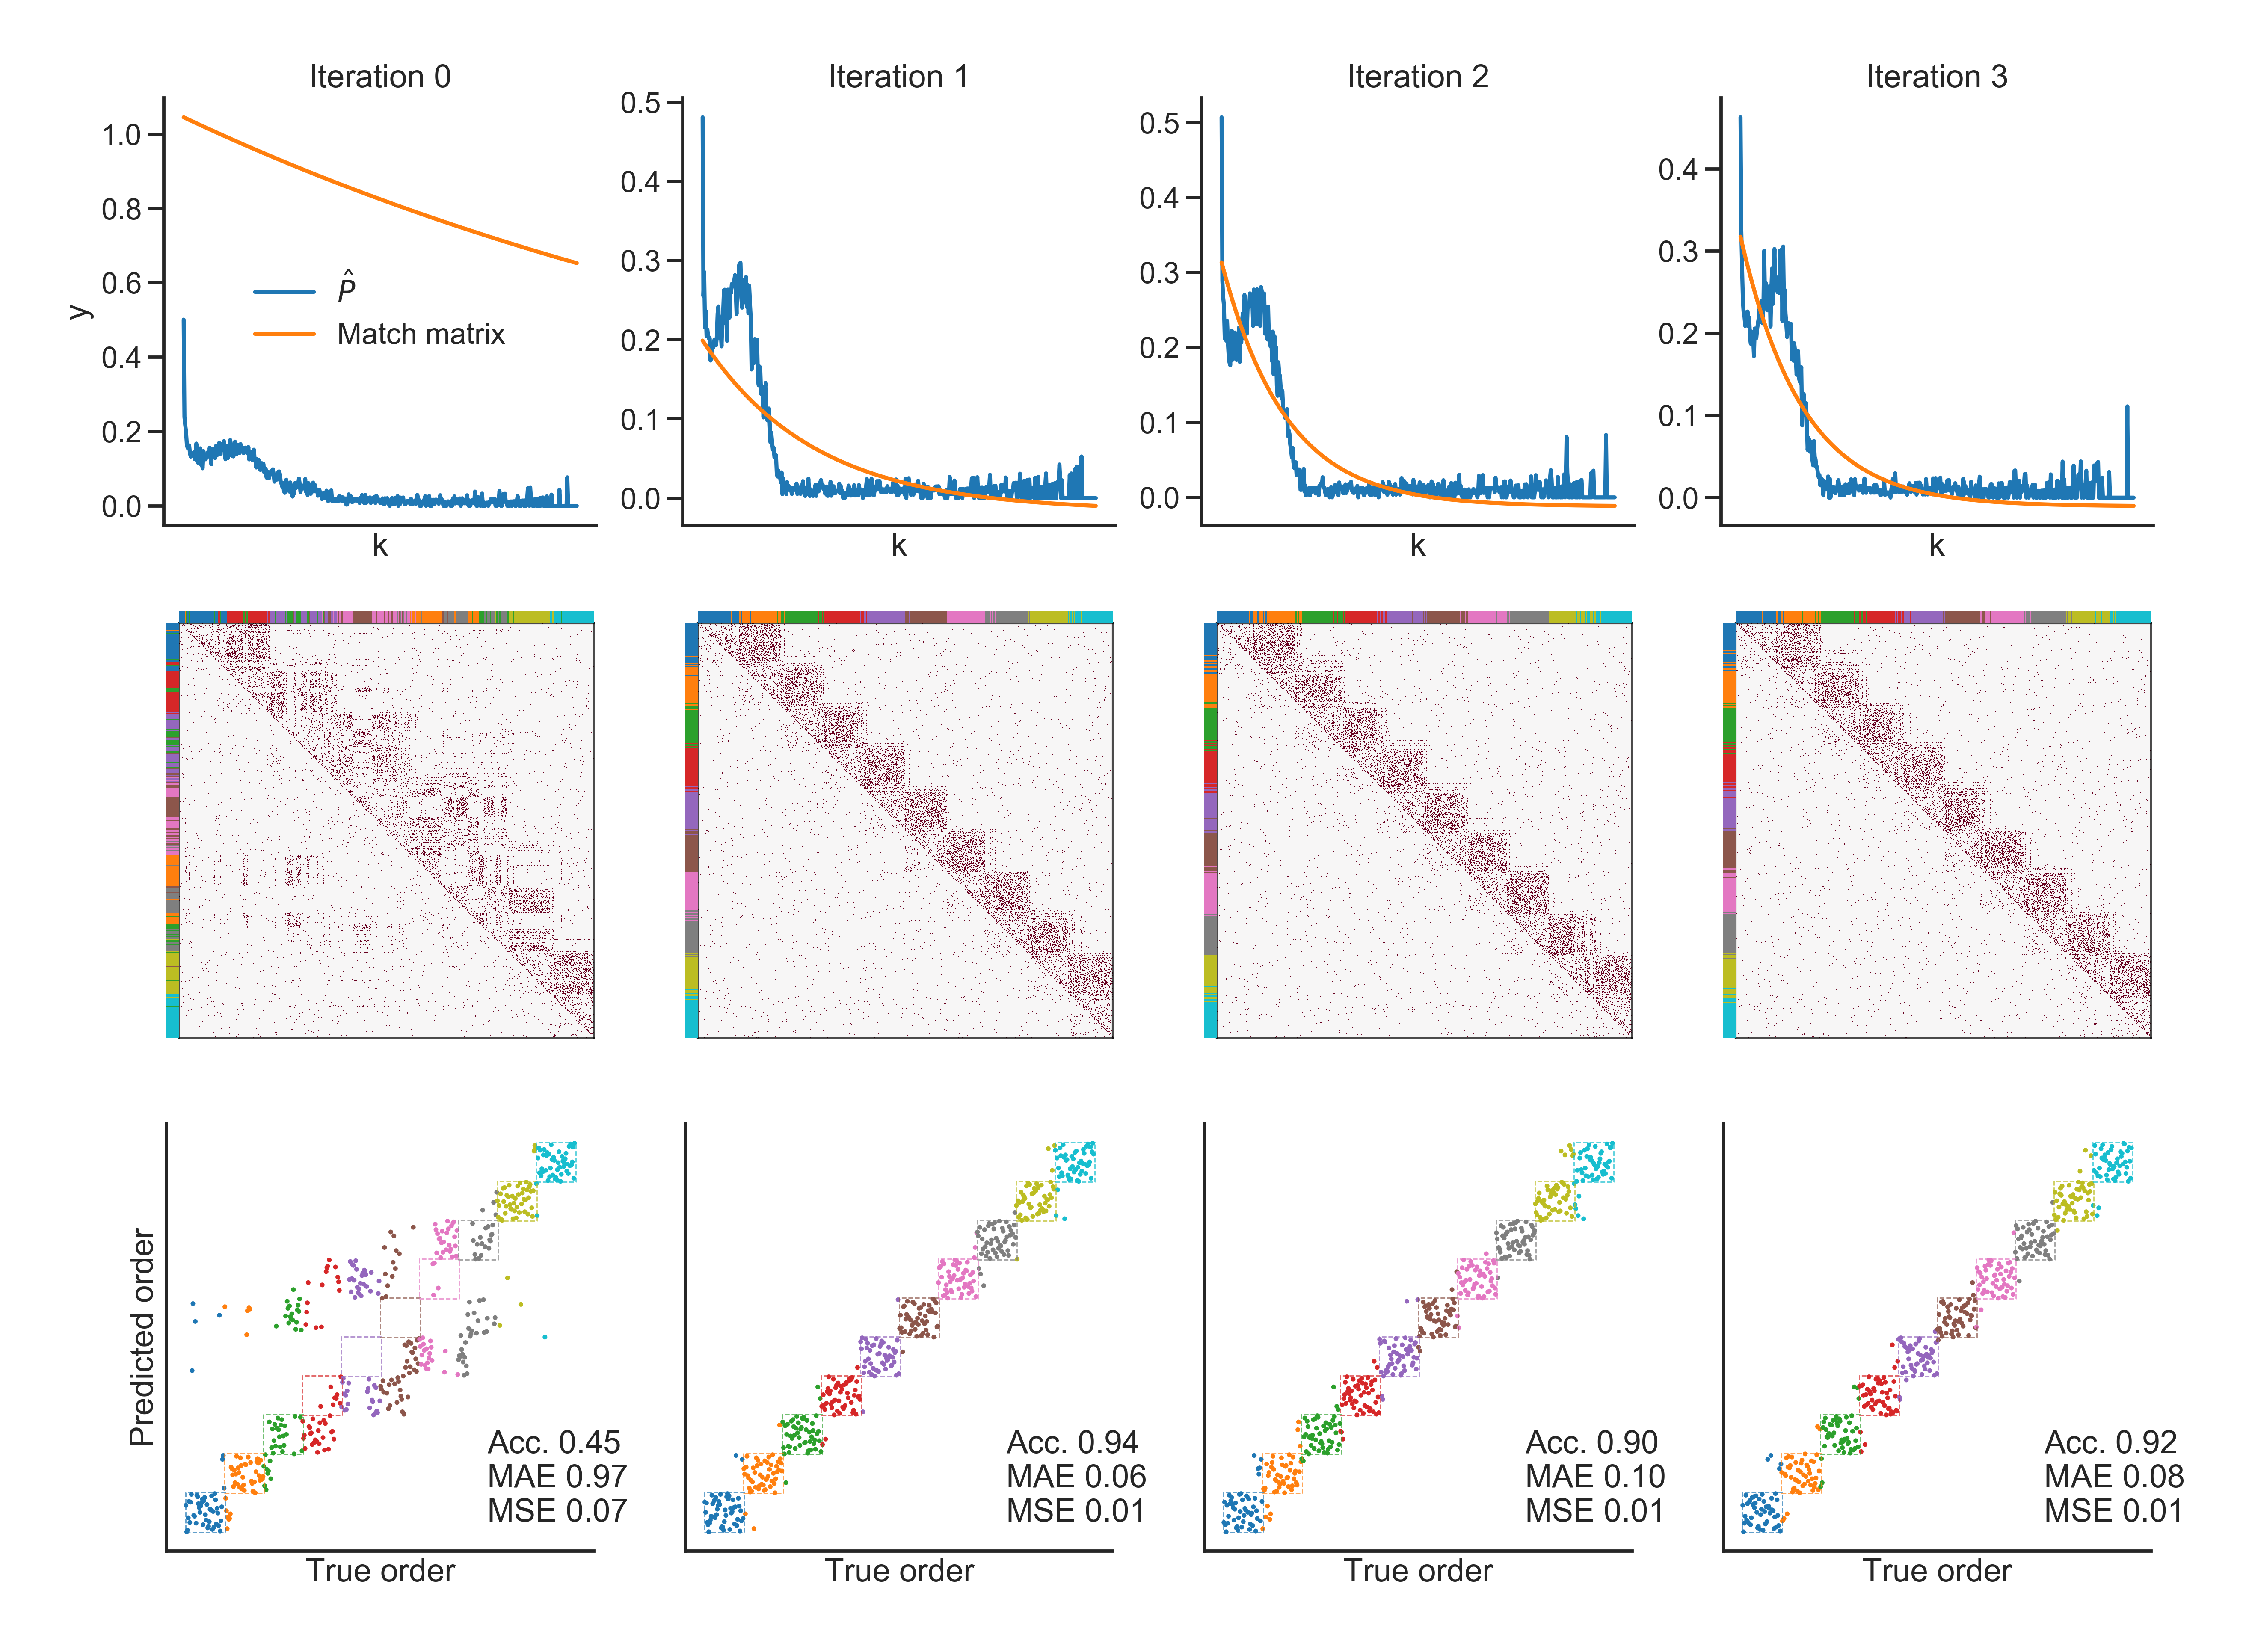 Iteration 0
Iteration 1
Iteration 2
Iteration 3
y
1.0
0.8
0.6
0.4
0.2
0.0
P̂
Match matrix
k
0.5
0.4
0.3
0.2
0.1
0.0
k
0.5
0.4
0.3
0.2
0.1
0.0
k
0.4
0.3
0.2
0.1
0.0
k
Predicted order
Acc. 0.45
MAE 0.97
MSE 0.07
True order
Acc. 0.94
MAE 0.06
MSE 0.01
True order
Acc. 0.90
MAE 0.10
MSE 0.01
True order
Acc. 0.92
MAE 0.08
MSE 0.01
True order